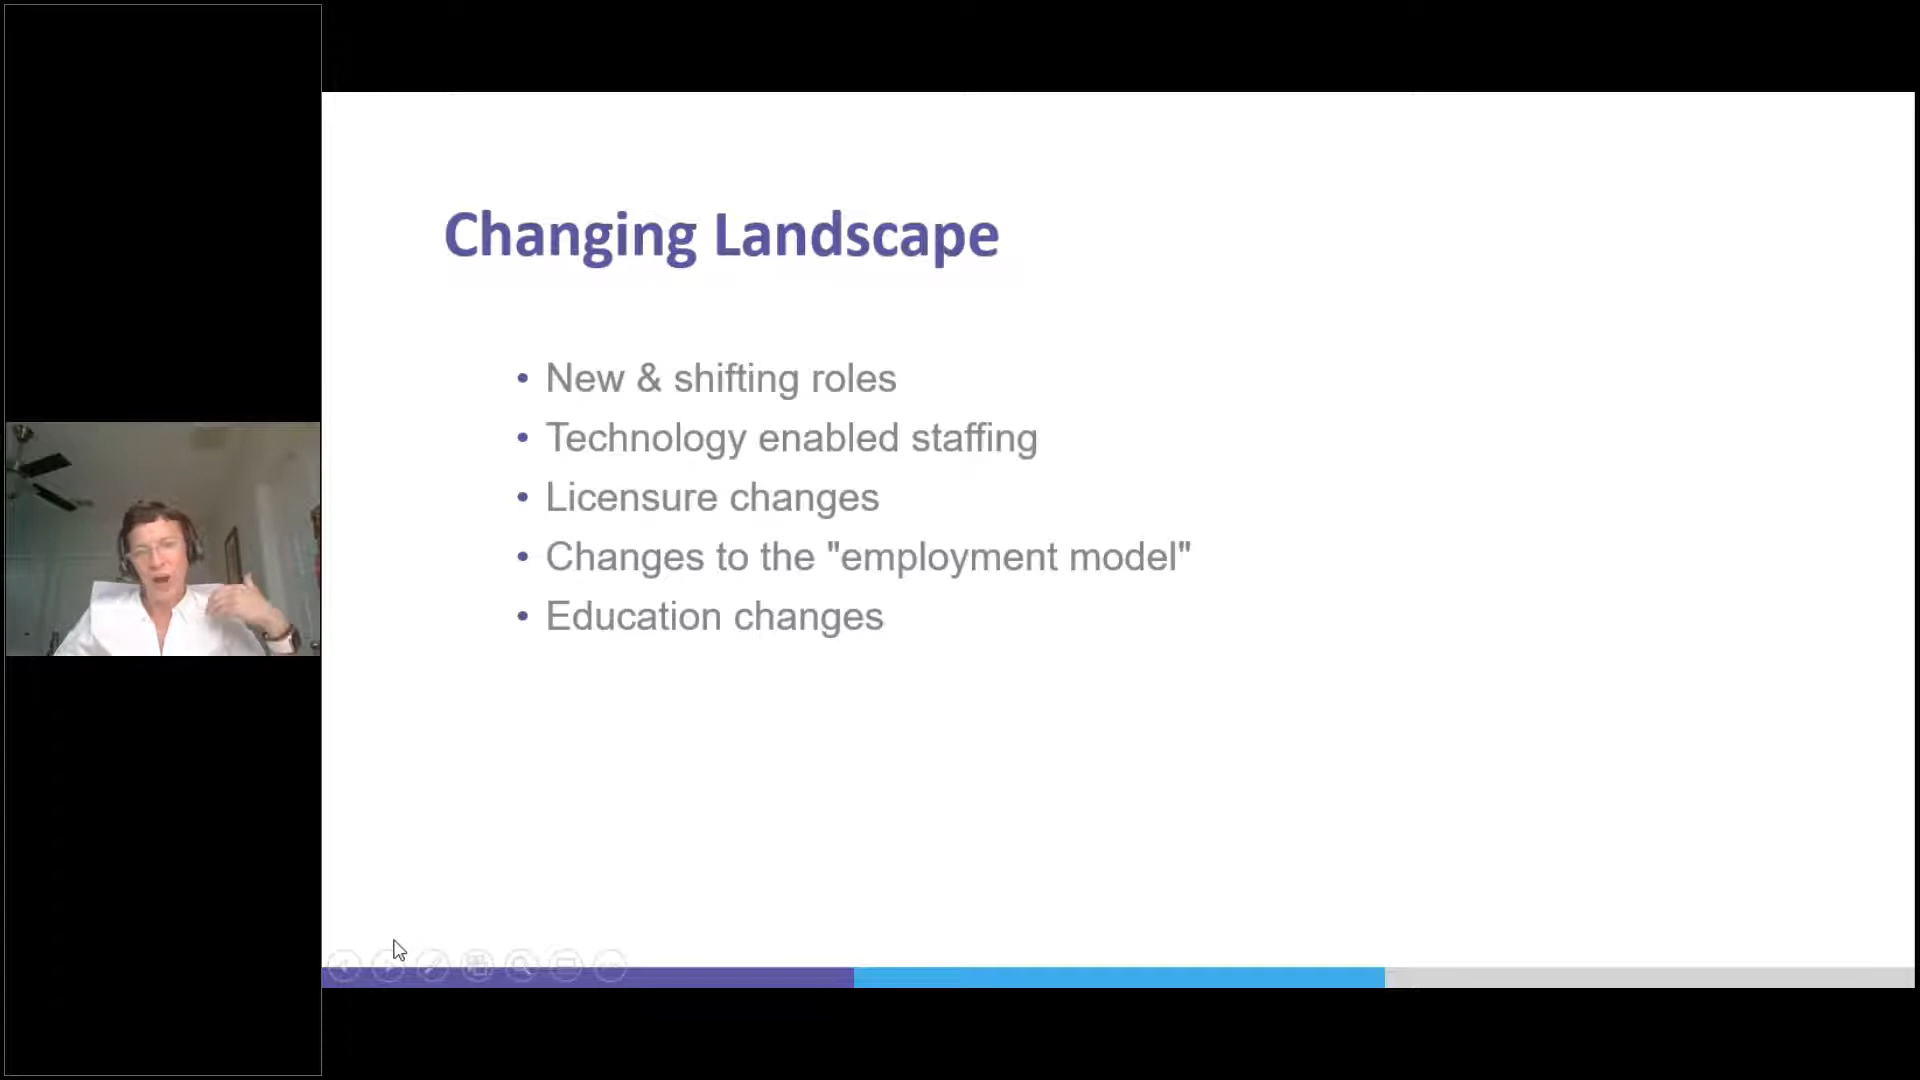 Changing Landscape
• New & shifting roles
• Technology enabled staffing
• Licensure changes
• Changes to the "employment model"
• Education changes